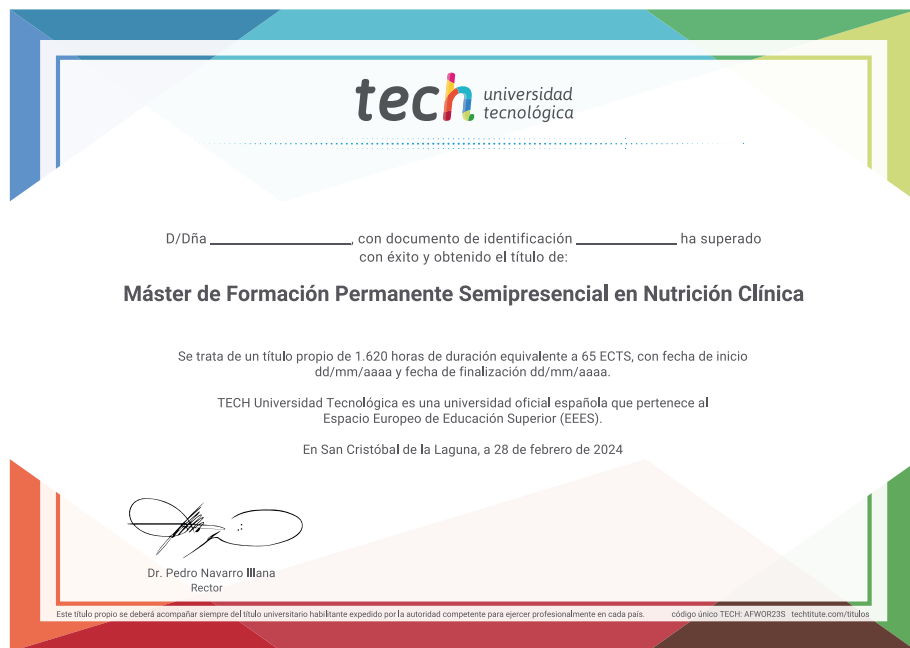 tech universidad
tecnológica
D/Dña ________________, con documento de identificación ____________ ha superado
con éxito y obtenido el título de:
Máster de Formación Permanente Semipresencial en Nutrición Clínica
Se trata de un título propio de 1.620 horas de duración equivalente a 65 ECTS, con fecha de inicio
dd/mm/aaaa y fecha de finalización dd/mm/aaaa.
TECH Universidad Tecnológica es una universidad oficial española que pertenece al
Espacio Europeo de Educación Superior (EEES).
En San Cristóbal de la Laguna, a 28 de febrero de 2024
Dr. Pedro Navarro Illana
Rector
Este título propio se deberá acompañar siempre del título universitario habilitante expedido por la autoridad competente para ejercer profesionalmente en cada país. código único TECH: AFWOR23S techtitute.com/titulos